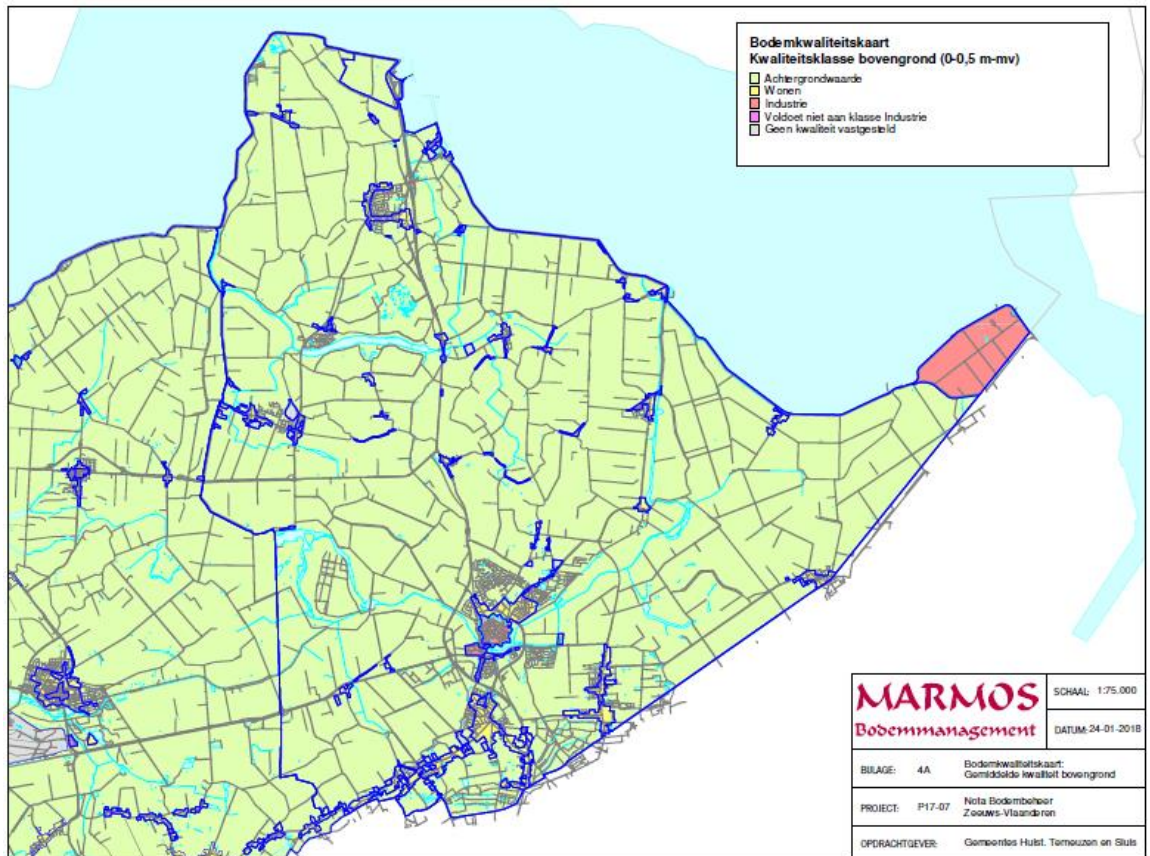 Bodemkwaliteitskaart
Kwaliteitsklasse bovengrond (0-0,5 m-mv)
Achtergrondwaarde
Wonen
Industrie
Voldoet niet aan klasse Industrie
Geen kwaliteit vastgesteld
MARMOS
Bodemmanagement
SCHAAL: 1:75.000
DATUM: 24-01-2018
BIJLAGE: 4A Bodemkwaliteitskaart:
Gemiddelde kwaliteit bovengrond
PROJECT: P17-07 Nota Bodembeheer
Zeeuws-Vlaanderen
OPDRACHTGEVER: Gemeentes Hulst, Terneuzen en Sluis